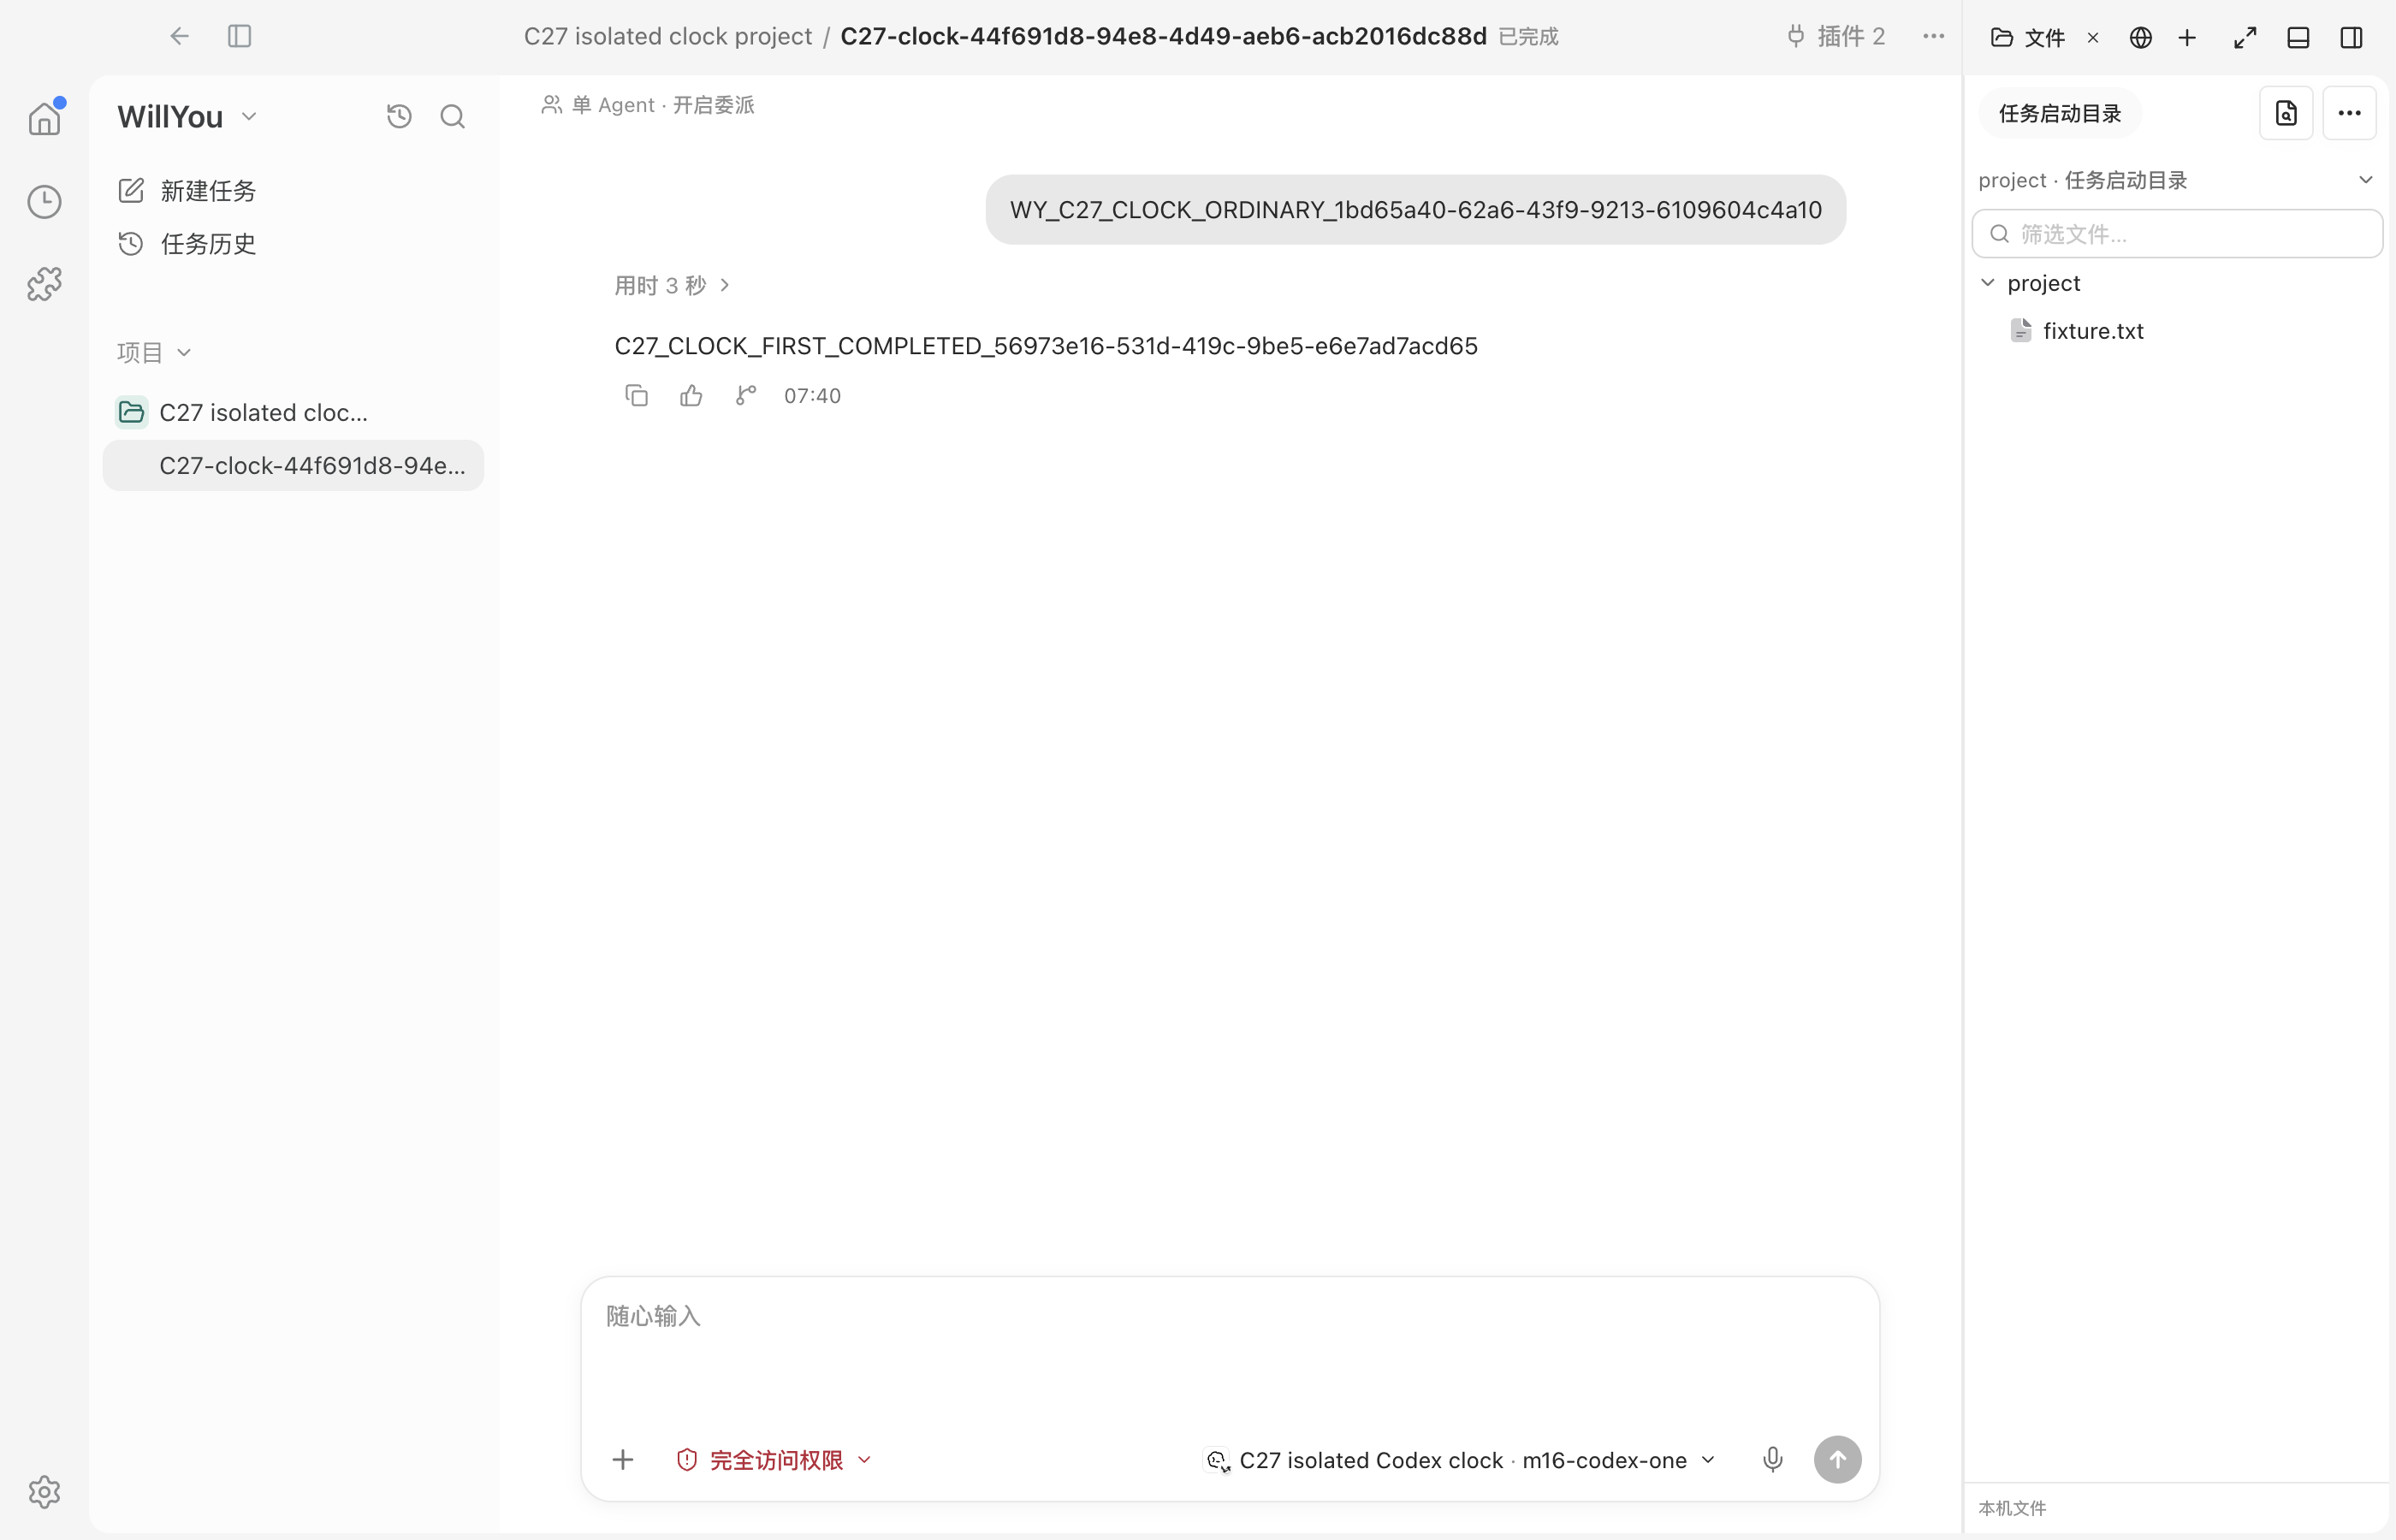 C27 isolated clock project / C27-clock-44f691d8-94e8-4d49-aeb6-acb2016dc88d 已完成
插件 2
文件
WillYou
新建任务
任务历史
项目
C27 isolated cloc...
C27-clock-44f691d8-94e...
单 Agent · 开启委派
WY_C27_CLOCK_ORDINARY_1bd65a40-62a6-43f9-9213-6109604c4a10
用时 3 秒
C27_CLOCK_FIRST_COMPLETED_56973e16-531d-419c-9be5-e6e7ad7acd65
07:40
随心输入
完全访问权限
C27 isolated Codex clock · m16-codex-one
任务启动目录
project · 任务启动目录
筛选文件...
project
fixture.txt
本机文件